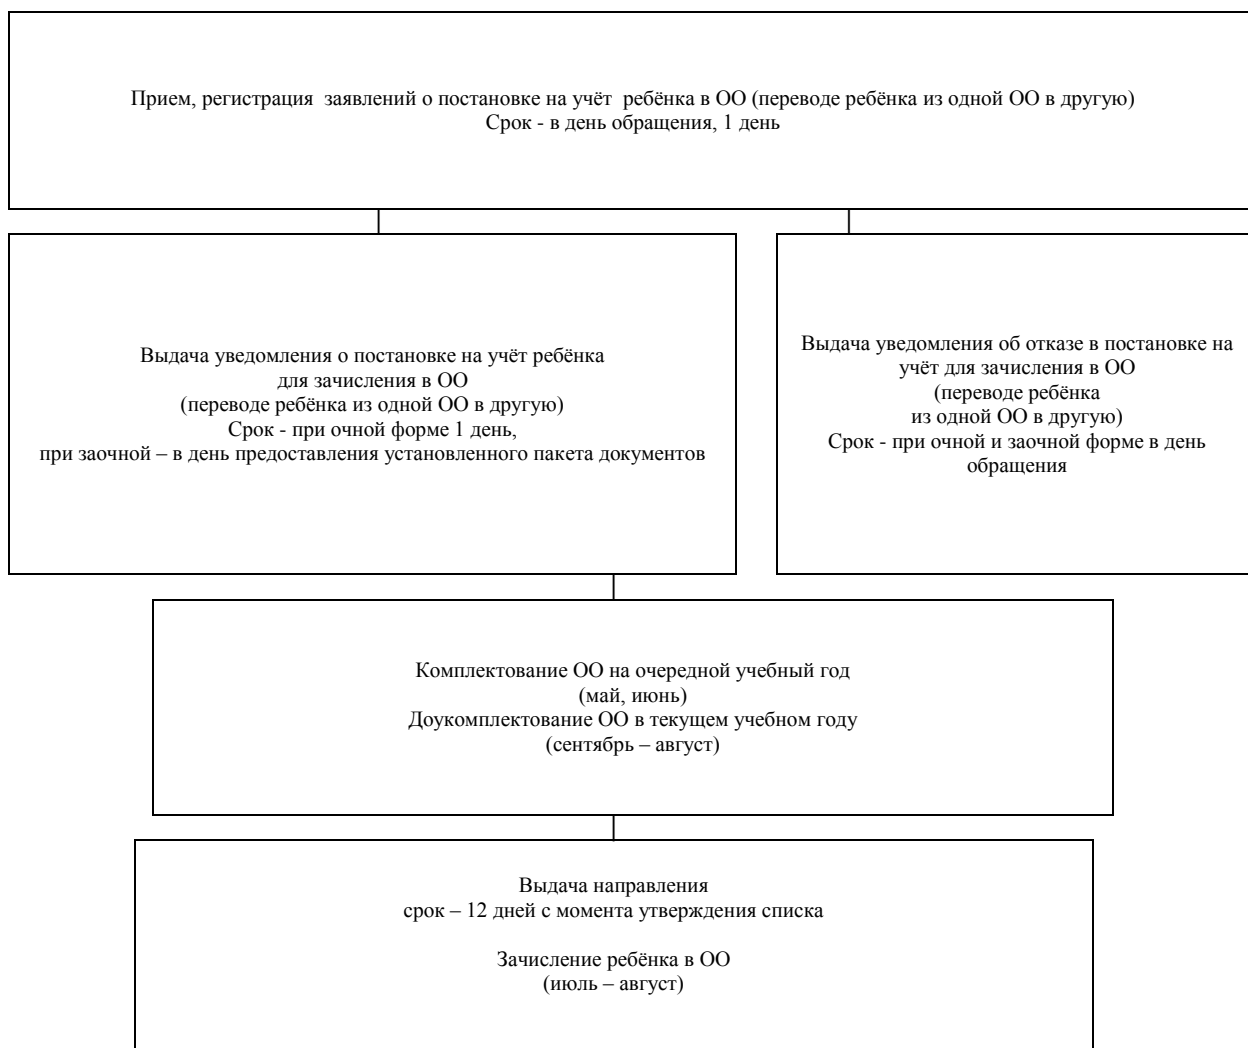 Прием, регистрация  заявлений о постановке на учёт  ребёнка в ОО (переводе ребёнка из одной ОО в другую)
Срок - в день обращения, 1 день
Выдача уведомления о постановке на учёт ребёнка
для зачисления в ОО
(переводе ребёнка из одной ОО в другую)
Срок - при очной форме 1 день,
при заочной – в день предоставления установленного пакета документов
Выдача уведомления об отказе в постановке на
учёт для зачисления в ОО
(переводе ребёнка
из одной ОО в другую)
Срок - при очной и заочной форме в день
обращения
Комплектование ОО на очередной учебный год
(май, июнь)
Доукомплектование ОО в текущем учебном году
(сентябрь – август)
Выдача направления
срок – 12 дней с момента утверждения списка
Зачисление ребёнка в ОО
(июль – август)